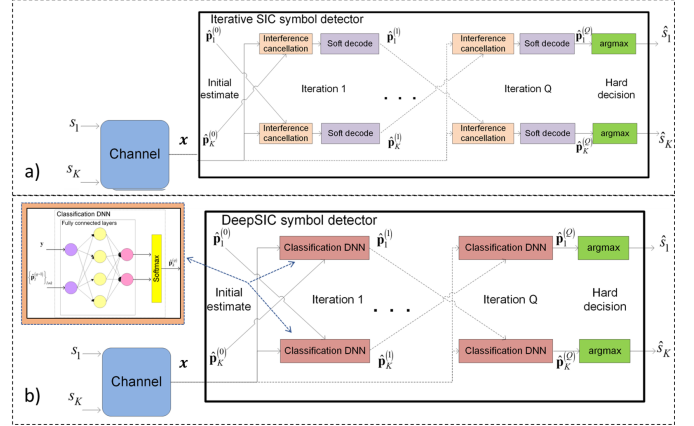 Iterative SIC symbol detector
p̂₁⁽⁰⁾
Interference cancellation
Soft decode
p̂₁⁽¹⁾
Interference cancellation
Soft decode
p̂₁⁽Q⁾
argmax
ŝ₁
Initial estimate
Iteration 1
. . .
Iteration Q
Hard decision
s₁
s_K
Channel
x
p̂_K⁽⁰⁾
Interference cancellation
Soft decode
p̂_K⁽¹⁾
Interference cancellation
Soft decode
p̂_K⁽Q⁾
argmax
ŝ_K
a)
Classification DNN
Fully connected layers
Softmax
DeepSIC symbol detector
p̂₁⁽⁰⁾
Classification DNN
p̂₁⁽¹⁾
Classification DNN
p̂₁⁽Q⁾
argmax
ŝ₁
Initial estimate
Iteration 1
. . .
Iteration Q
Hard decision
s₁
s_K
Channel
x
p̂_K⁽⁰⁾
Classification DNN
p̂_K⁽¹⁾
Classification DNN
p̂_K⁽Q⁾
argmax
ŝ_K
b)